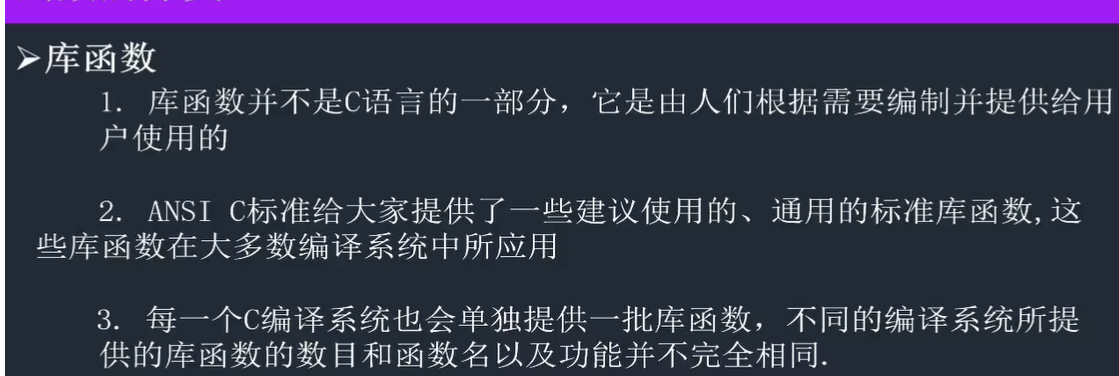 ➢库函数
1. 库函数并不是C语言的一部分，它是由人们根据需要编制并提供给用
户使用的
2. ANSI C标准给大家提供了一些建议使用的、通用的标准库函数,这
些库函数在大多数编译系统中所应用
3. 每一个C编译系统也会单独提供一批库函数，不同的编译系统所提
供的库函数的数目和函数名以及功能并不完全相同.